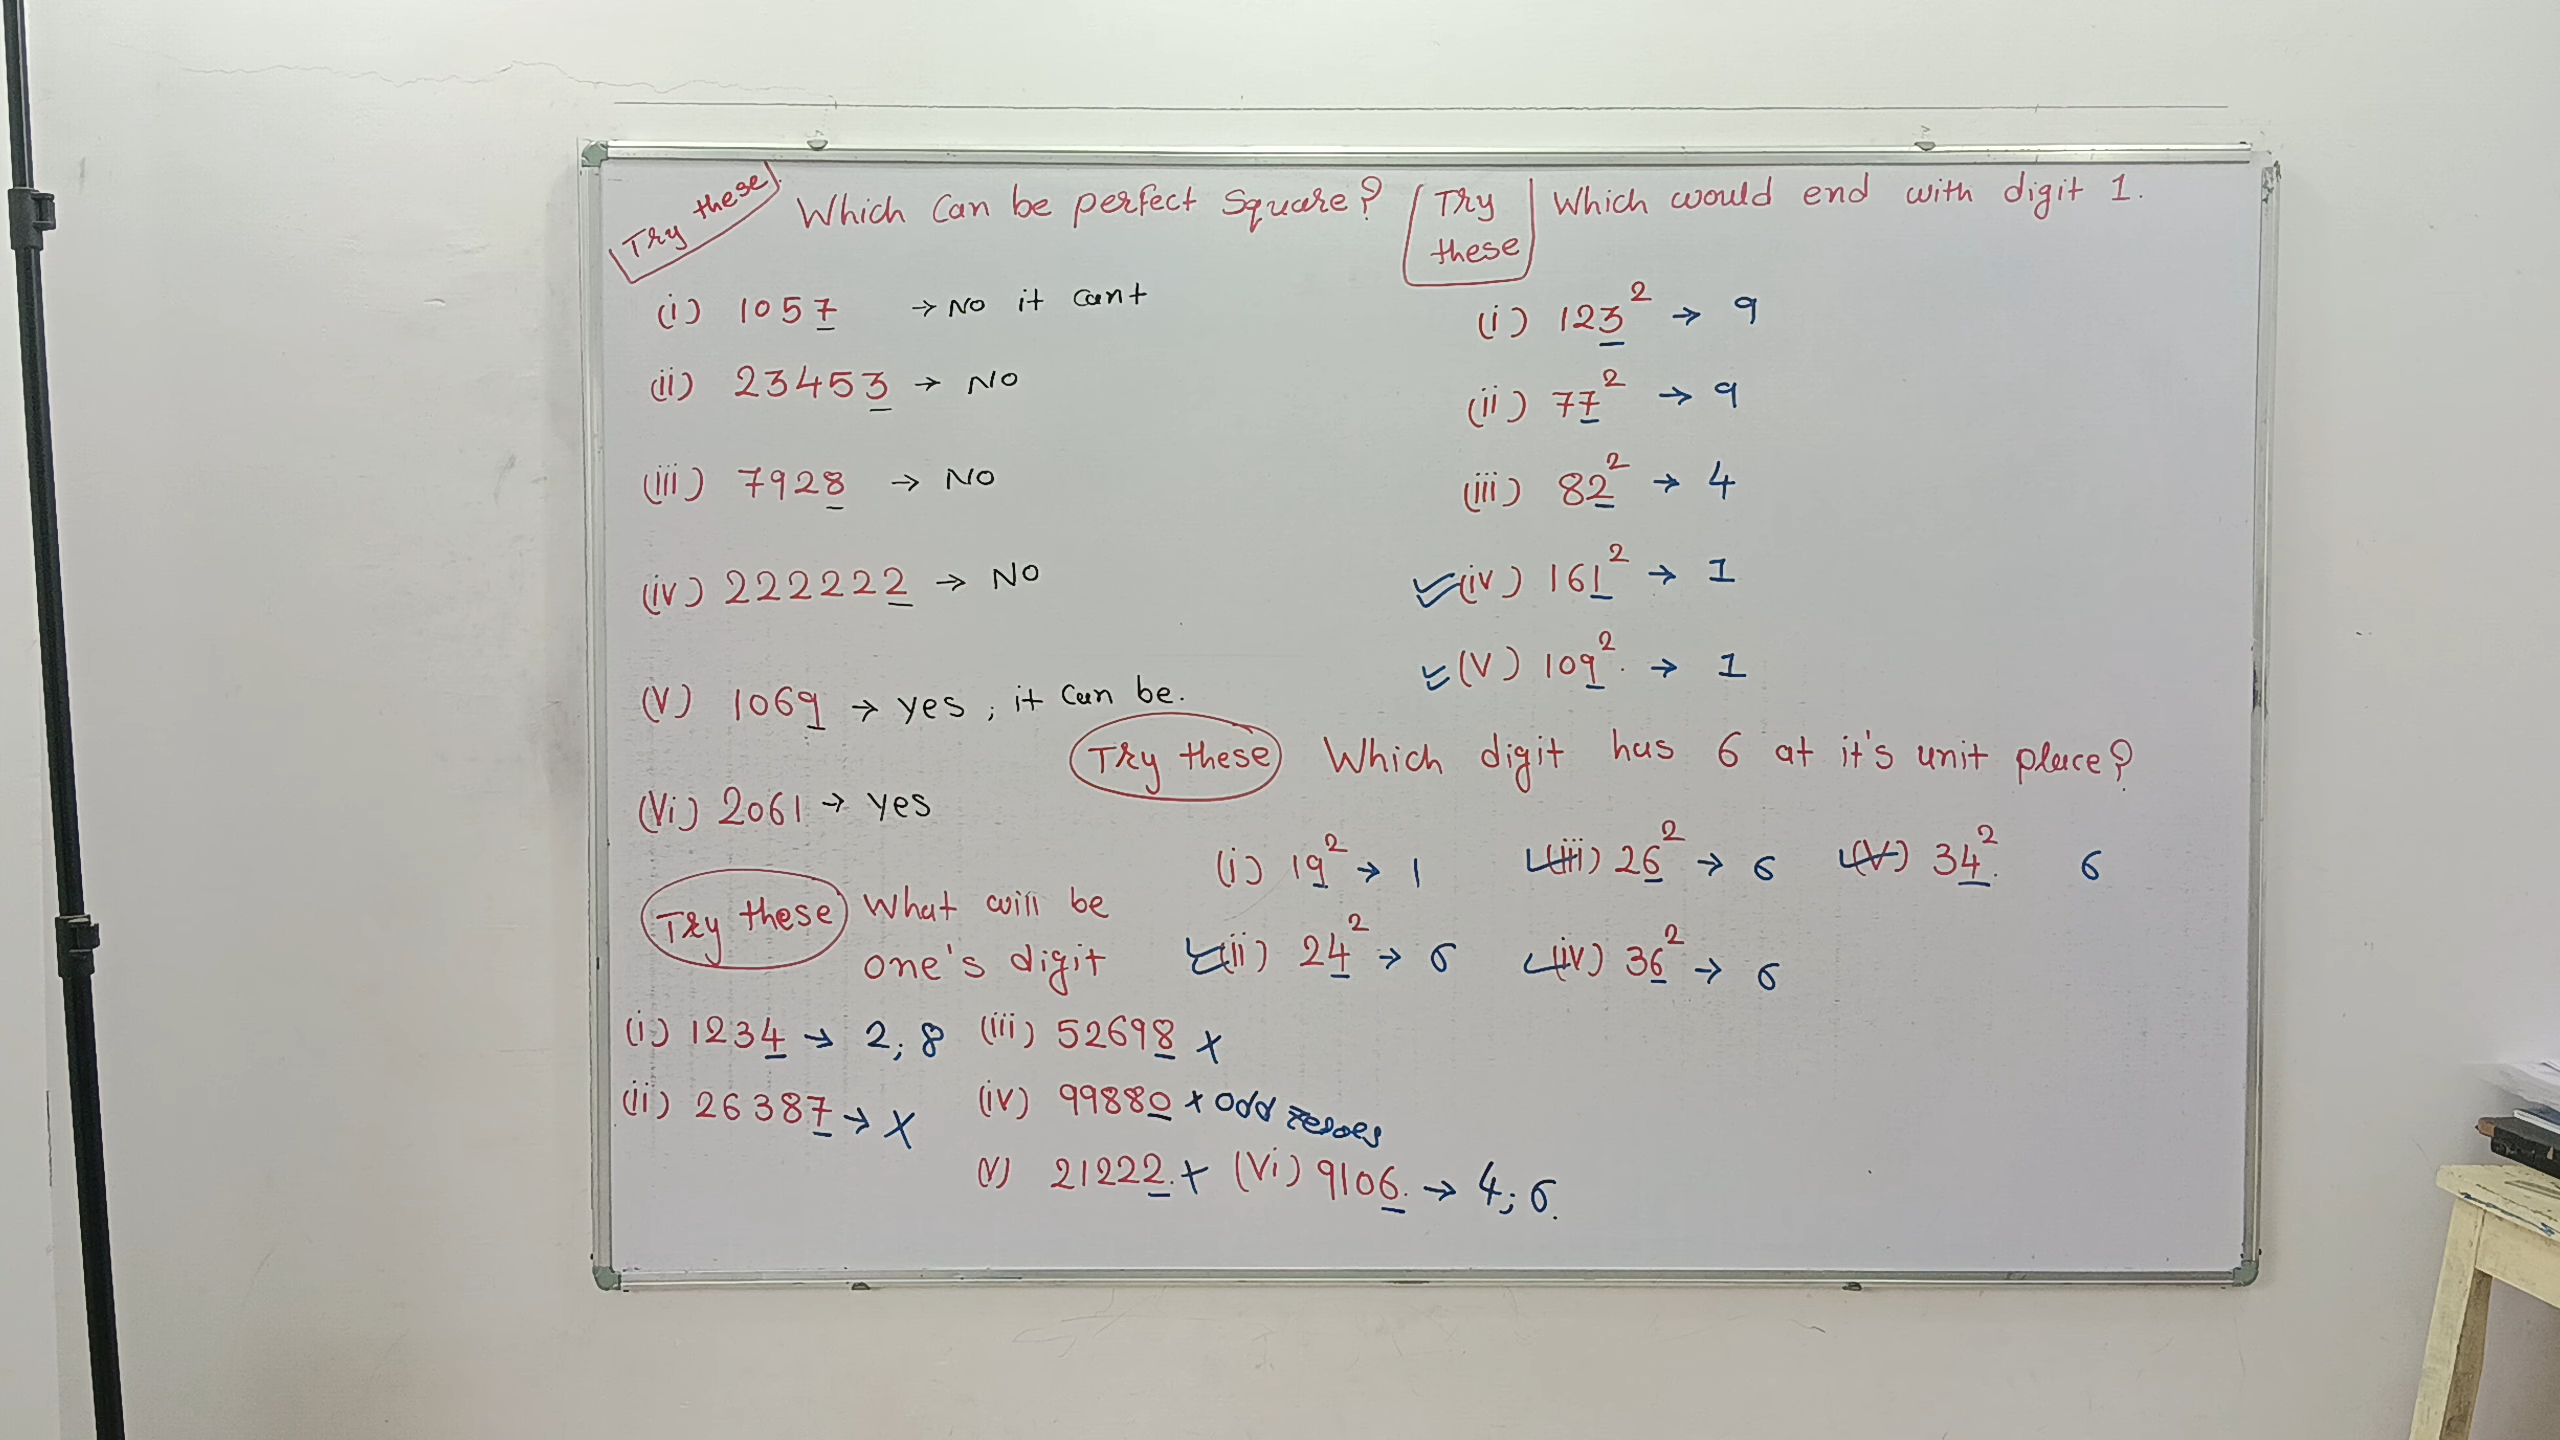 Try these Which can be perfect Square?
(i) 1057 → No it can't
(ii) 23453 → NO
(iii) 7928 → NO
(iv) 222222 → NO
(V) 1069 → yes, it can be.
(Vi) 2061 → yes
Try these Which would end with digit 1.
(i) 123² → 9
(ii) 77² → 9
(iii) 82² → 4
(iv) 161² → 1
(V) 109². → 1
Try these Which digit has 6 at it's unit place?
(i) 19² → 1 (iii) 26² → 6 (V) 34². 6
(ii) 24² → 6 (iv) 36² → 6
Try these What will be
one's digit
(i) 1234 → 2, 8 (iii) 52698 x
(ii) 26387 → x (iv) 99880 x odd zeroes
(V) 21222. x (Vi) 9106. → 4; 6.